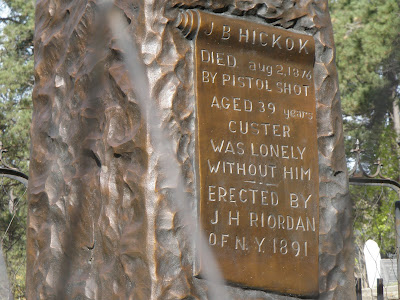 J B HICKOK
DIED aug 2, 1876
BY PISTOL SHOT
AGED 39 years
CUSTER
WAS LONELY
WITHOUT HIM
ERECTED BY
J H RIORDAN
OF N.Y. 1891